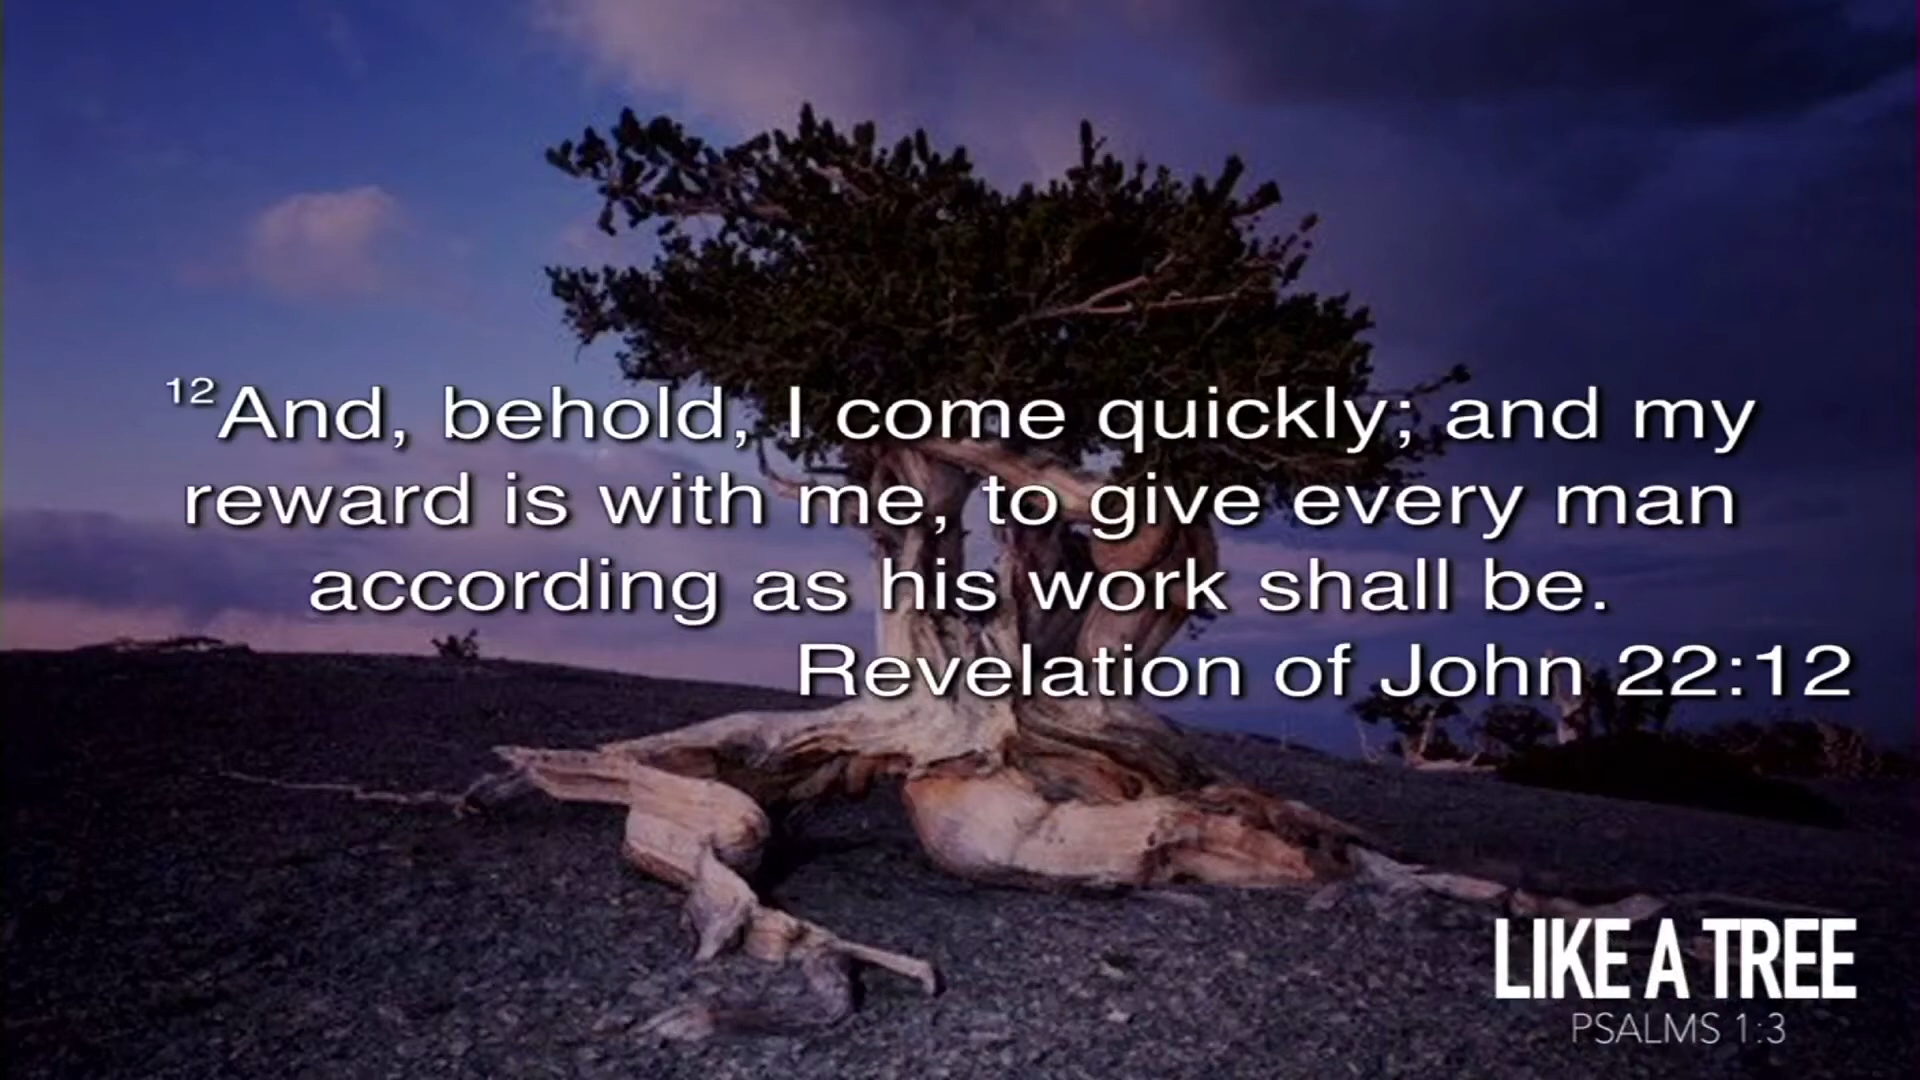 12And, behold, I come quickly; and my
reward is with me, to give every man
according as his work shall be.
Revelation of John 22:12
LIKE A TREE
PSALMS 1:3